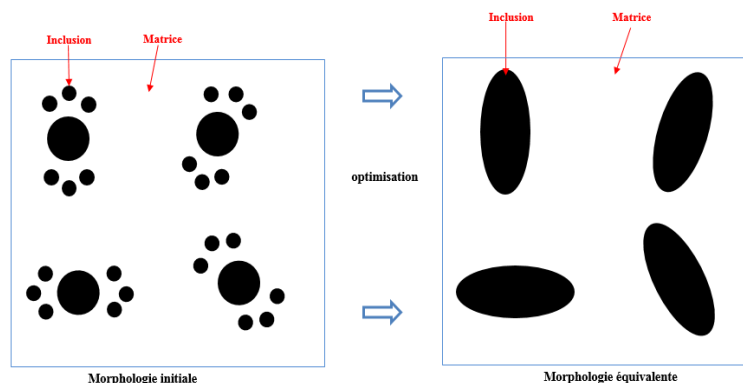 Inclusion
Matrice
Inclusion
Matrice
optimisation
Morphologie initiale
Morphologie équivalente